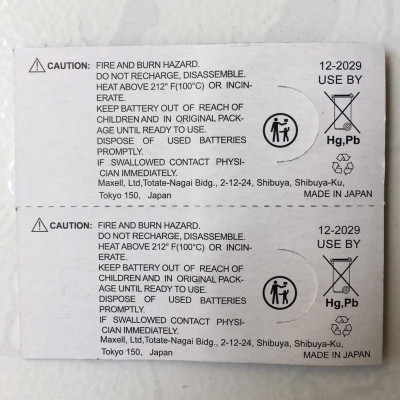 CAUTION: FIRE AND BURN HAZARD.
DO NOT RECHARGE, DISASSEMBLE.
HEAT ABOVE 212° F(100°C) OR INCIN-
ERATE.
KEEP BATTERY OUT OF REACH OF
CHILDREN AND IN ORIGINAL PACK-
AGE UNTIL READY TO USE.
DISPOSE OF USED BATTERIES
PROMPTLY.
IF SWALLOWED CONTACT PHYSI-
CIAN IMMEDIATELY.
Maxell, Ltd,Totate-Nagai Bidg., 2-12-24, Shibuya, Shibuya-Ku,
Tokyo 150, Japan
12-2029
USE BY
Hg,Pb
MADE IN JAPAN
CAUTION: FIRE AND BURN HAZARD.
DO NOT RECHARGE, DISASSEMBLE.
HEAT ABOVE 212° F(100°C) OR INCIN-
ERATE.
KEEP BATTERY OUT OF REACH OF
CHILDREN AND IN ORIGINAL PACK-
AGE UNTIL READY TO USE.
DISPOSE OF USED BATTERIES
PROMPTLY.
IF SWALLOWED CONTACT PHYSI-
CIAN IMMEDIATELY.
Maxell, Ltd,Totate-Nagai Bidg., 2-12-24, Shibuya, Shibuya-Ku,
Tokyo 150, Japan
12-2029
USE BY
Hg,Pb
MADE IN JAPAN